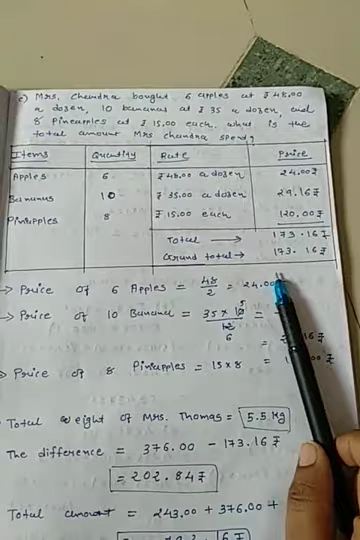 c) Mrs. Chandra bought 6 apples at ₹ 48.00
a dozen, 10 bananas at ₹ 35 a dozen, and
8 pineapples at ₹ 15.00 each. What is the
total amount Mrs chandra spend?
Items Quantity Rate Price
Apples 6 ₹48.00 a dozen 24.00₹
Bananas 10 ₹35.00 a dozen 29.16₹
Pineapples 8 ₹15.00 each 120.00₹
Total → 173.16₹
Grand total → 173.16₹
→ Price of 6 Apples = 48/2 = 24.00
→ Price of 10 Banana = 35 × 10 5 / 12 6 =
= 16₹
→ Price of 8 Pineapples = 15×8 = 00 ₹
Total weight of Mrs. Thomas = 5.5 kg
The difference = 376.00 - 173.16₹
= 202.84₹
Total amount = 243.00 + 376.00 +